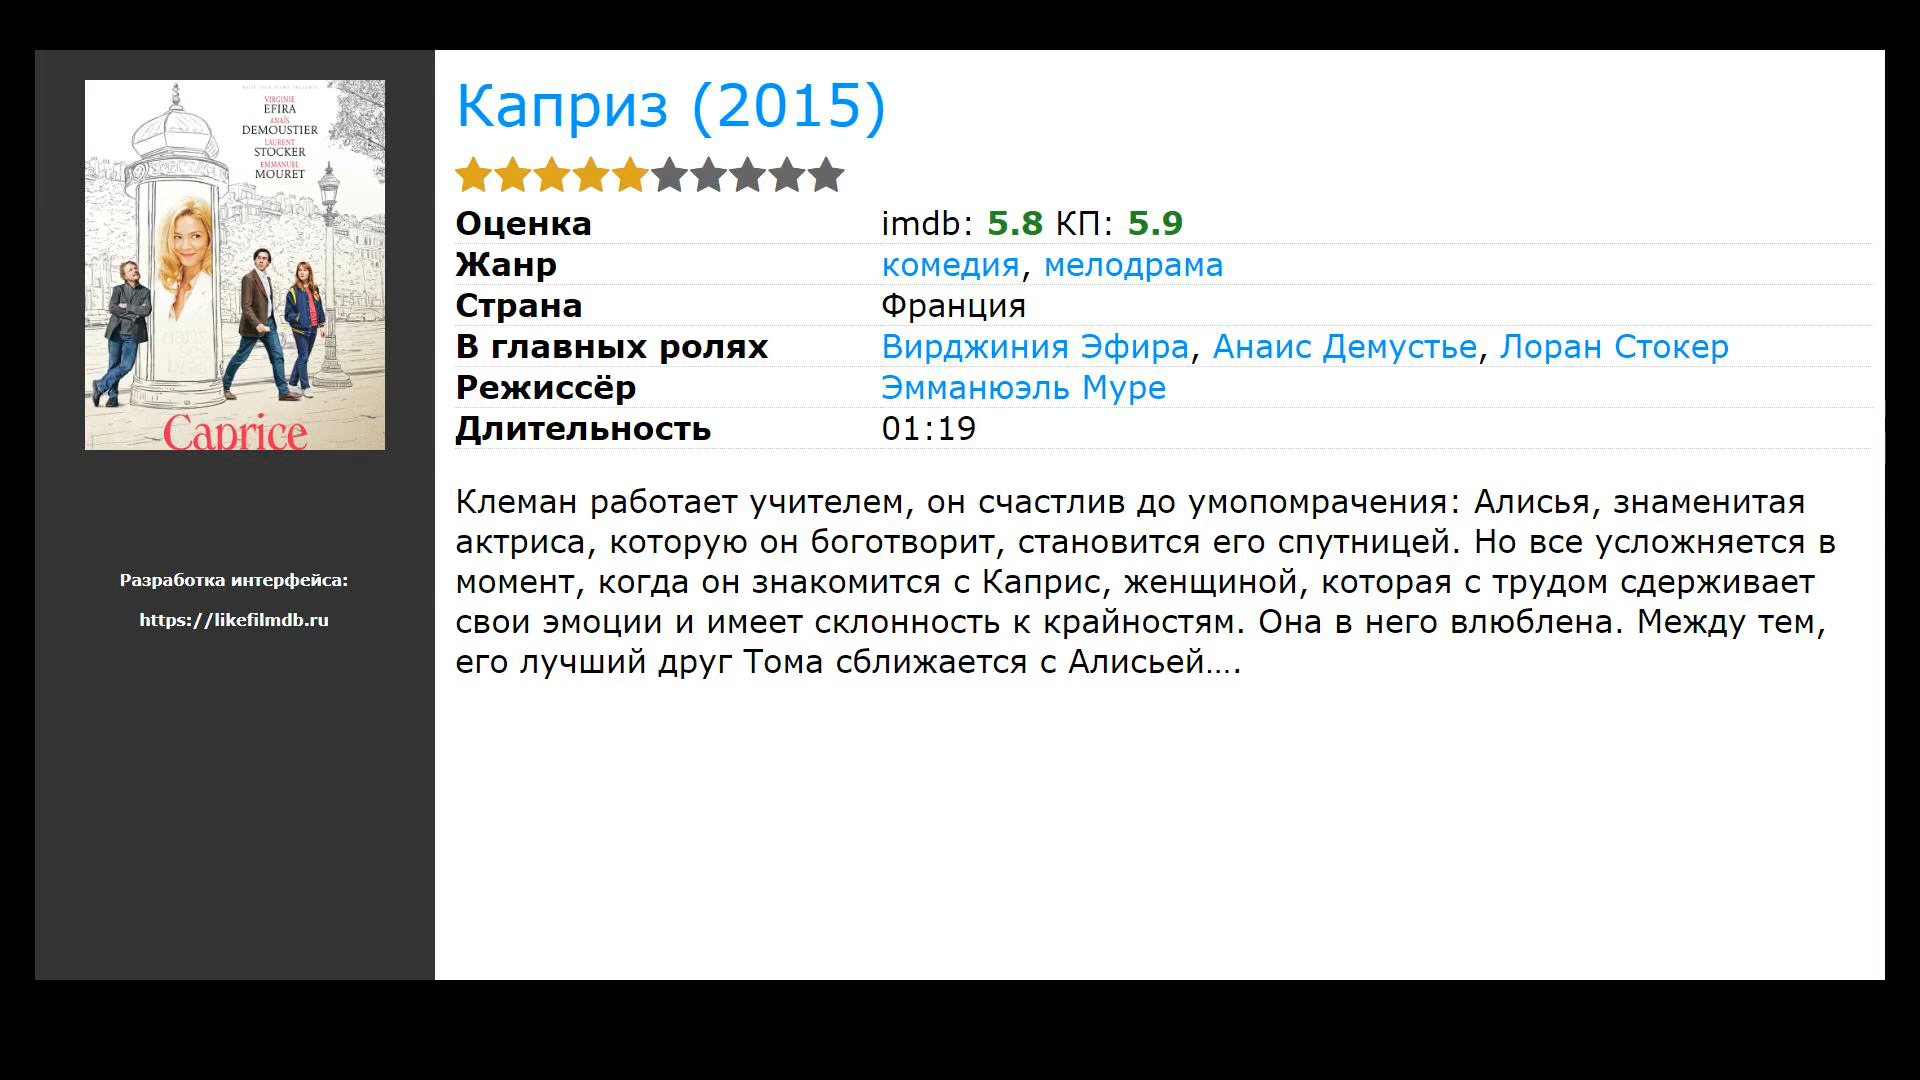 VIRGINIE
EFIRA
ANAÏS
DEMOUSTIER
LAURENT
STOCKER
EMMANUEL
MOURET
SPECTACL
dans
bras
Caprice
Разработка интерфейса:
https://likefilmdb.ru
Каприз (2015)
Оценка imdb: 5.8 КП: 5.9
Жанр комедия, мелодрама
Страна Франция
В главных ролях Вирджиния Эфира, Анаис Демустье, Лоран Стокер
Режиссёр Эмманюэль Муре
Длительность 01:19
Клеман работает учителем, он счастлив до умопомрачения: Алисья, знаменитая
актриса, которую он боготворит, становится его спутницей. Но все усложняется в
момент, когда он знакомится с Каприс, женщиной, которая с трудом сдерживает
свои эмоции и имеет склонность к крайностям. Она в него влюблена. Между тем,
его лучший друг Тома сближается с Алисьей….